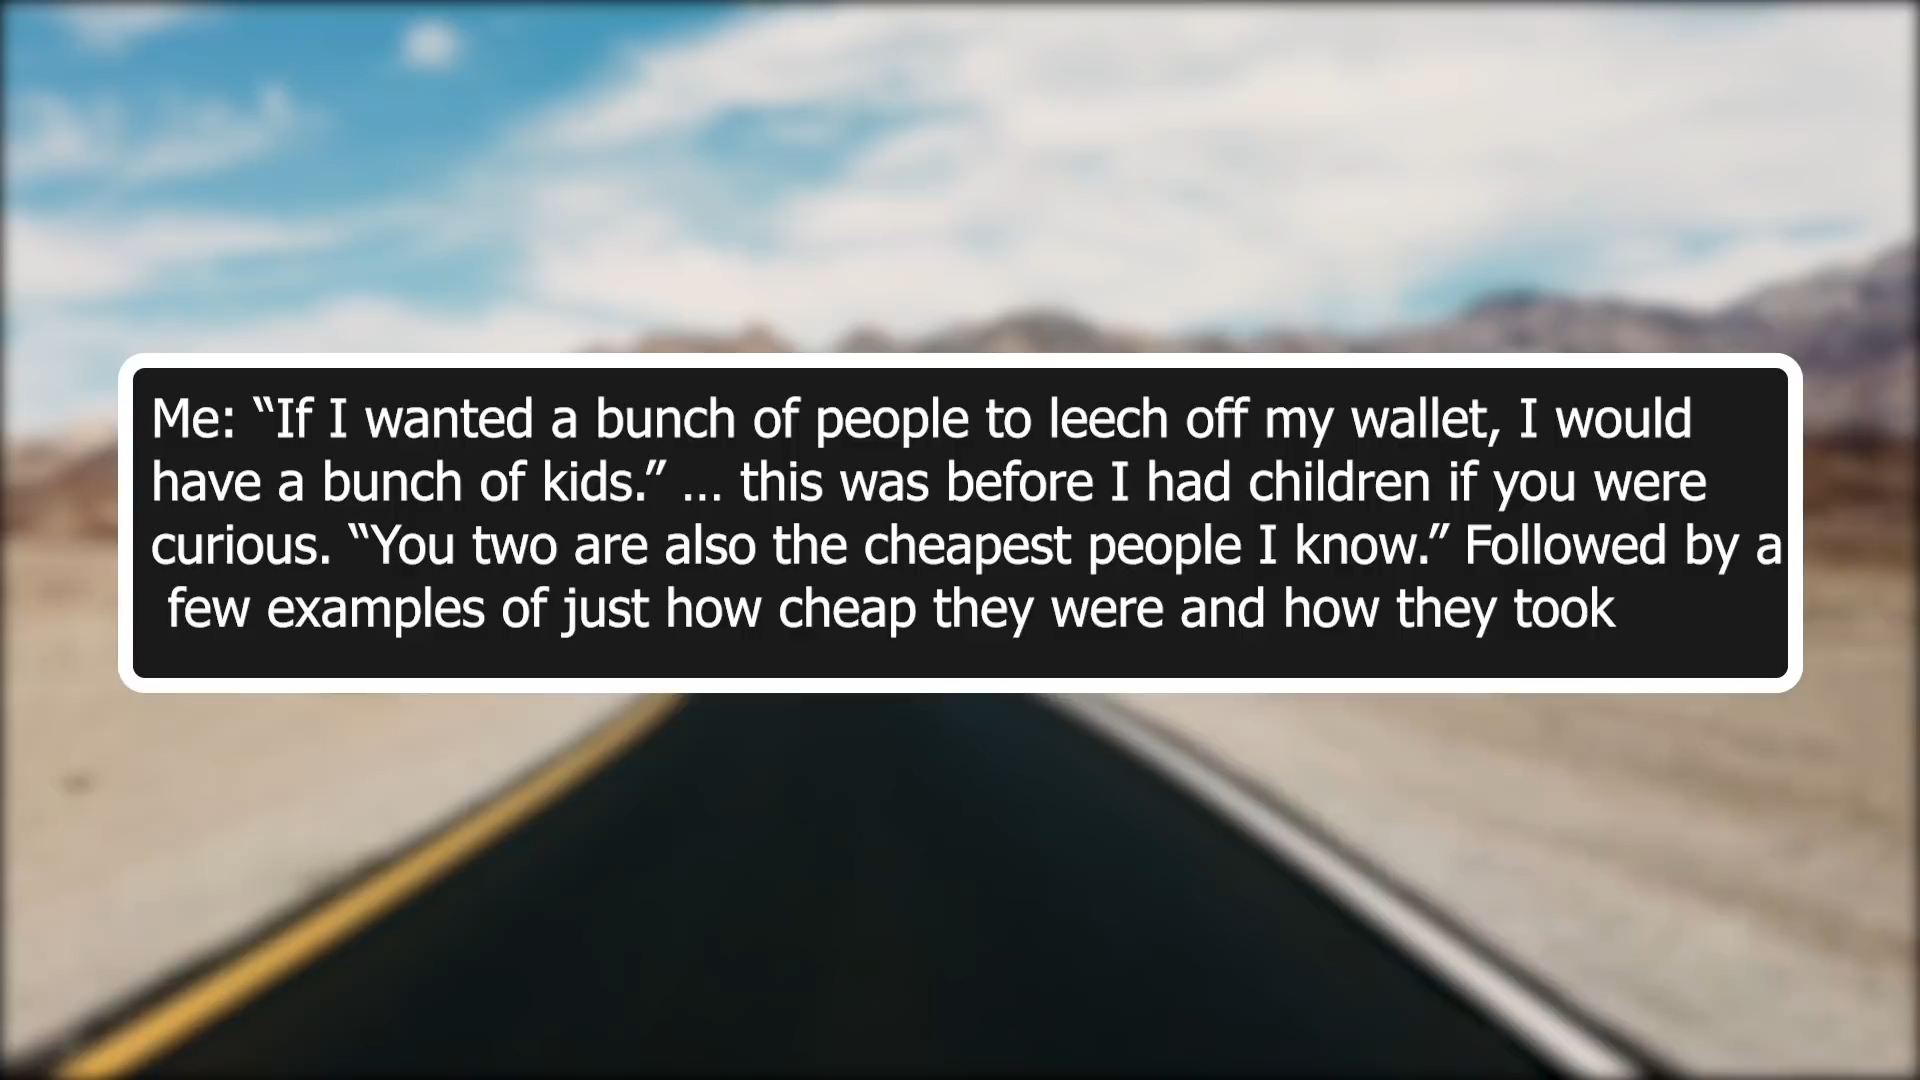 Me: “If I wanted a bunch of people to leech off my wallet, I would
have a bunch of kids.” ... this was before I had children if you were
curious. “You two are also the cheapest people I know.” Followed by a
few examples of just how cheap they were and how they took